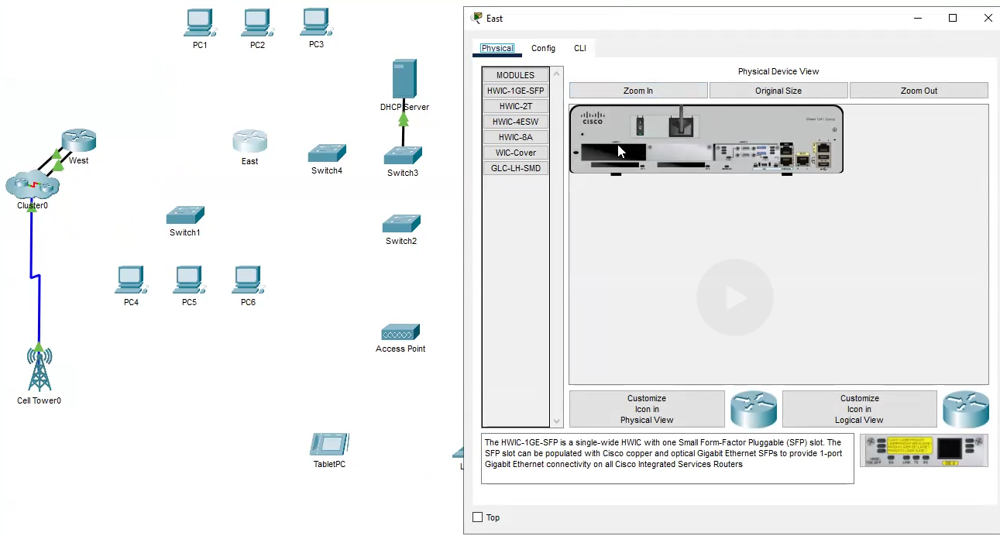 PC1
PC2
PC3
DHCP Server
West
East
Switch4
Switch3
Cluster0
Switch1
Switch2
PC4
PC5
PC6
Access Point
Cell Tower0
TabletPC
East
Physical
Config
CLI
MODULES
HWIC-1GE-SFP
HWIC-2T
HWIC-4ESW
HWIC-8A
WIC-Cover
GLC-LH-SMD
Physical Device View
Zoom In
Original Size
Zoom Out
CISCO
Customize
Icon in
Physical View
Customize
Icon in
Logical View
The HWIC-1GE-SFP is a single-wide HWIC with one Small Form-Factor Pluggable (SFP) slot. The
SFP slot can be populated with Cisco copper and optical Gigabit Ethernet SFPs to provide 1-port
Gigabit Ethernet connectivity on all Cisco Integrated Services Routers
Top